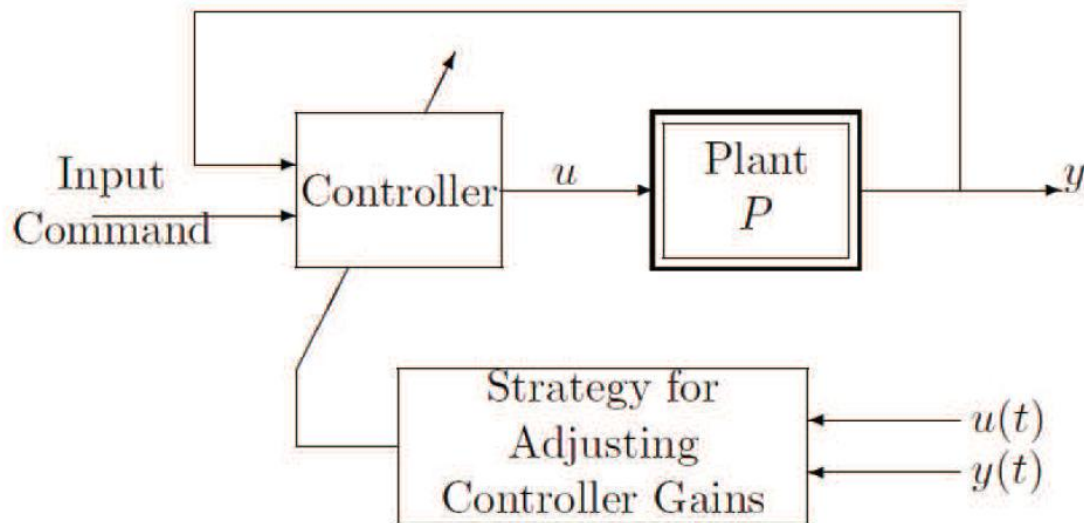 Input
Command
Controller
u
Plant
P
y
Strategy for
Adjusting
Controller Gains
u(t)
y(t)